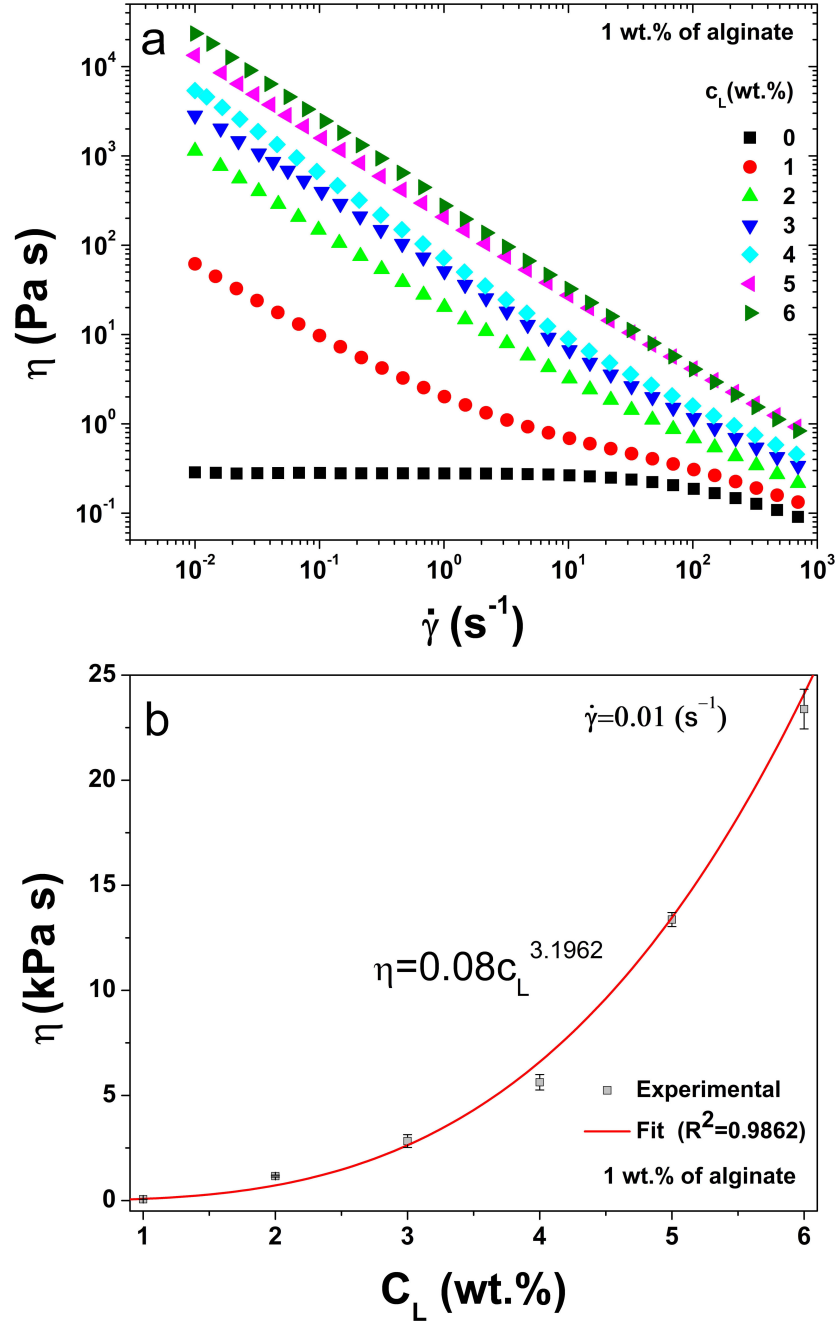 a
1 wt.% of alginate
c_L(wt.%)
0
1
2
3
4
5
6
η (Pa s)
10^4
10^3
10^2
10^1
10^0
10^-1
10^-2 10^-1 10^0 10^1 10^2 10^3
γ̇ (s^-1)
b
γ̇=0.01 (s^-1)
η=0.08c_L^3.1962
Experimental
Fit (R^2=0.9862)
1 wt.% of alginate
η (kPa s)
25
20
15
10
5
0
1 2 3 4 5 6
C_L (wt.%)